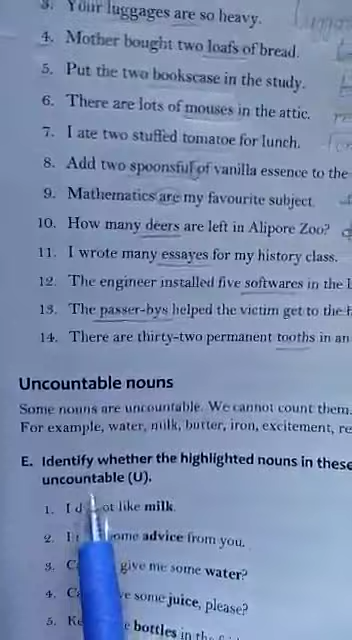 3. Your luggages are so heavy.
4. Mother bought two loafs of bread.
5. Put the two bookscase in the study.
6. There are lots of mouses in the attic.
7. I ate two stuffed tomatoe for lunch.
8. Add two spoonsful of vanilla essence to the
9. Mathematics are my favourite subject.
10. How many deers are left in Alipore Zoo?
11. I wrote many essayes for my history class.
12. The engineer installed five softwares in the
13. The passer-bys helped the victim get to the
14. There are thirty-two permanent tooths in an
Uncountable nouns
Some nouns are uncountable. We cannot count them.
For example, water, milk, butter, iron, excitement,
E. Identify whether the highlighted nouns in these
uncountable (U).
1. I not like milk.
2. some advice from you.
3. give me some water?
4. some juice, please?
5. bottles in the